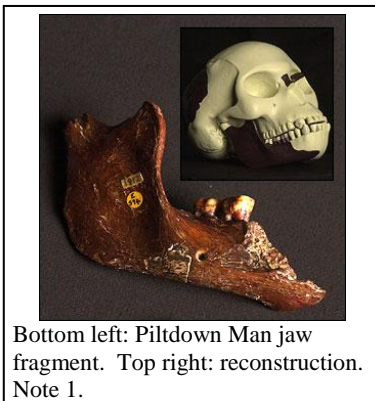 Bottom left: Piltdown Man jaw
fragment.  Top right: reconstruction.
Note 1.